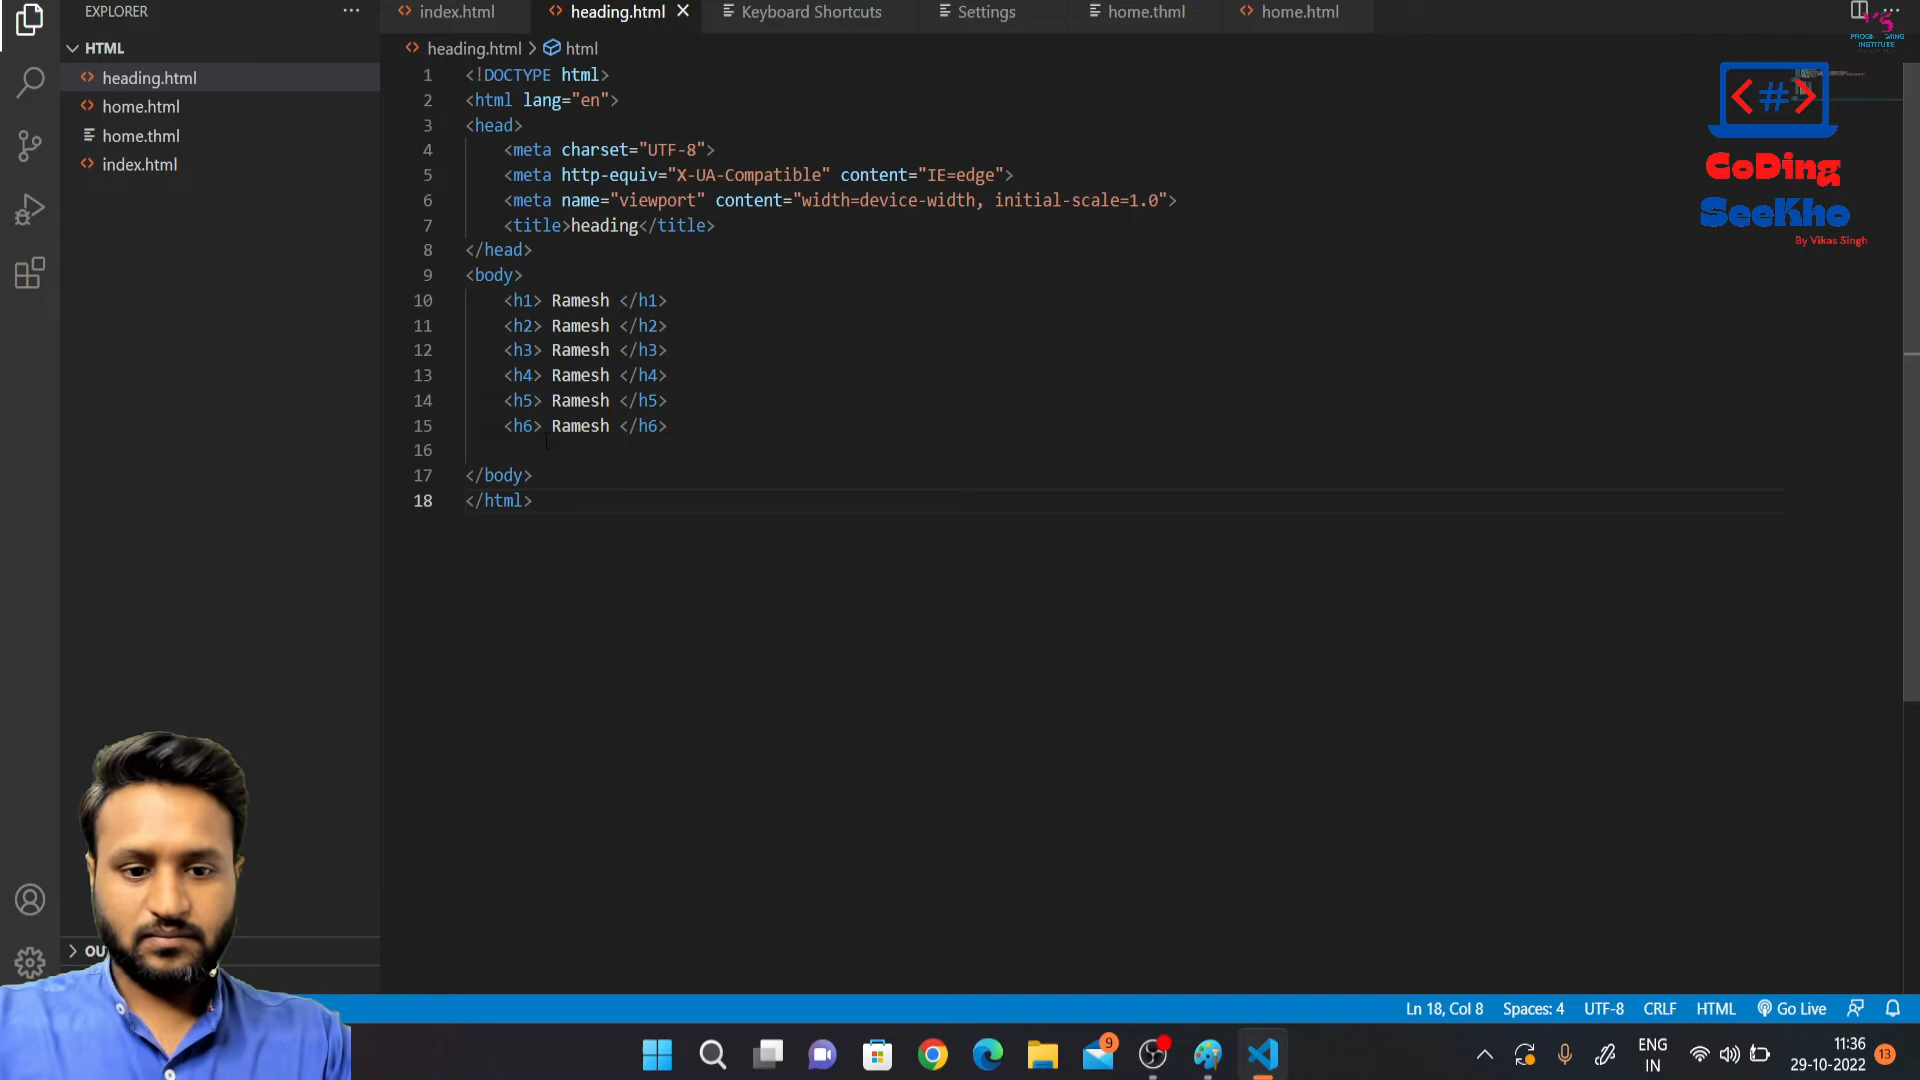 EXPLORER
HTML
heading.html
home.html
home.thml
index.html
OU
index.html
heading.html
Keyboard Shortcuts
Settings
home.thml
home.html
heading.html > html
1 <!DOCTYPE html>
2 <html lang="en">
3 <head>
4 <meta charset="UTF-8">
5 <meta http-equiv="X-UA-Compatible" content="IE=edge">
6 <meta name="viewport" content="width=device-width, initial-scale=1.0">
7 <title>heading</title>
8 </head>
9 <body>
10 <h1> Ramesh </h1>
11 <h2> Ramesh </h2>
12 <h3> Ramesh </h3>
13 <h4> Ramesh </h4>
14 <h5> Ramesh </h5>
15 <h6> Ramesh </h6>
16
17 </body>
18 </html>
INSTITUTE
<#>
CoDing
SeeKho
By Vikas Singh
Ln 18, Col 8
Spaces: 4
UTF-8
CRLF
HTML
Go Live
9
ENG
IN
11:36
29-10-2022
13